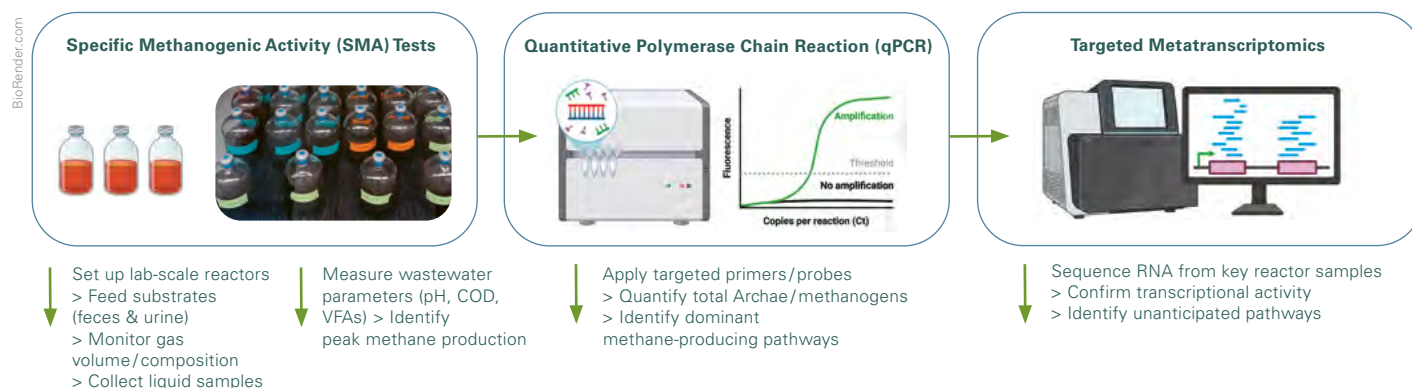 BioRender.com
Specific Methanogenic Activity (SMA) Tests
Quantitative Polymerase Chain Reaction (qPCR)
Targeted Metatranscriptomics
Fluorescence
Amplification
Threshold
No amplification
Copies per reaction (Ct)
Set up lab-scale reactors
> Feed substrates
(feces & urine)
> Monitor gas
volume/composition
> Collect liquid samples
Measure wastewater
parameters (pH, COD,
VFAs) > Identify
peak methane production
Apply targeted primers/probes
> Quantify total Archae/methanogens
> Identify dominant
methane-producing pathways
Sequence RNA from key reactor samples
> Confirm transcriptional activity
> Identify unanticipated pathways